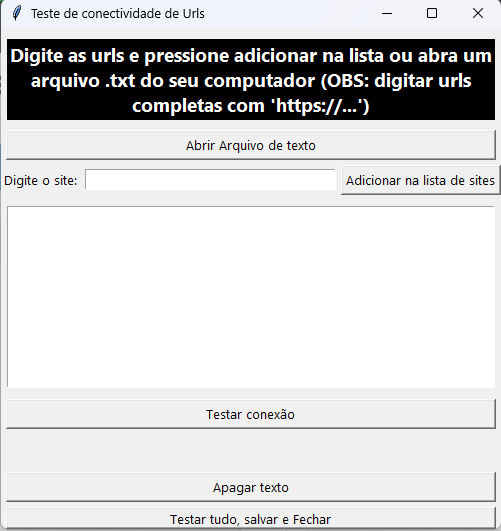 Teste de conectividade de Urls
Digite as urls e pressione adicionar na lista ou abra um
arquivo .txt do seu computador (OBS: digitar urls
completas com 'https://...')
Abrir Arquivo de texto
Digite o site:
Adicionar na lista de sites
Testar conexão
Apagar texto
Testar tudo, salvar e Fechar